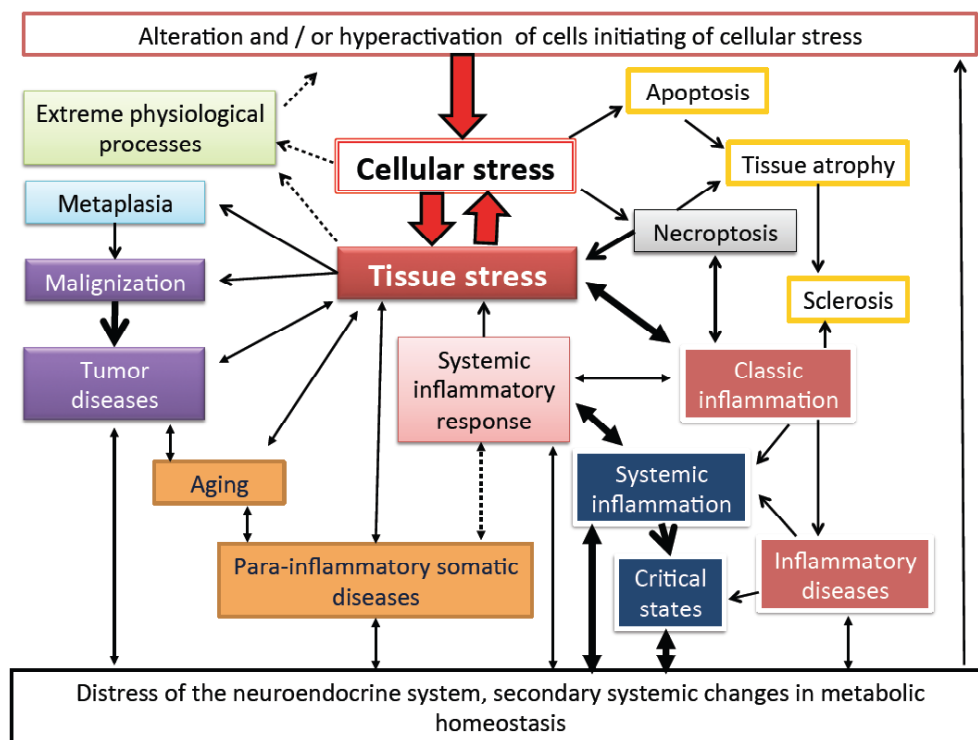 Alteration and / or hyperactivation of cells initiating of cellular stress
Extreme physiological
processes
Apoptosis
Cellular stress
Tissue atrophy
Metaplasia
Necroptosis
Malignization
Tissue stress
Sclerosis
Tumor
diseases
Systemic
inflammatory
response
Classic
inflammation
Aging
Systemic
inflammation
Para-inflammatory somatic
diseases
Critical
states
Inflammatory
diseases
Distress of the neuroendocrine system, secondary systemic changes in metabolic
homeostasis